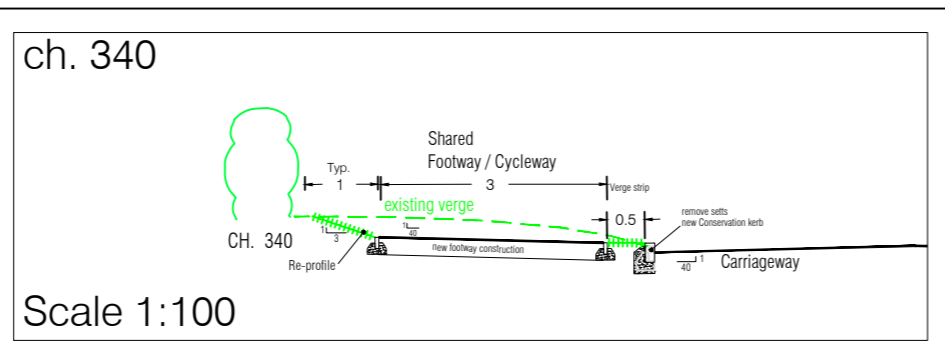 ch. 340
Shared
Footway / Cycleway
Typ.
1
3
Verge strip
existing verge
0.5
remove setts
new Conservation kerb
CH. 340
1
3
1
40
new footway construction
Re-profile
1
40
Carriageway
Scale 1:100